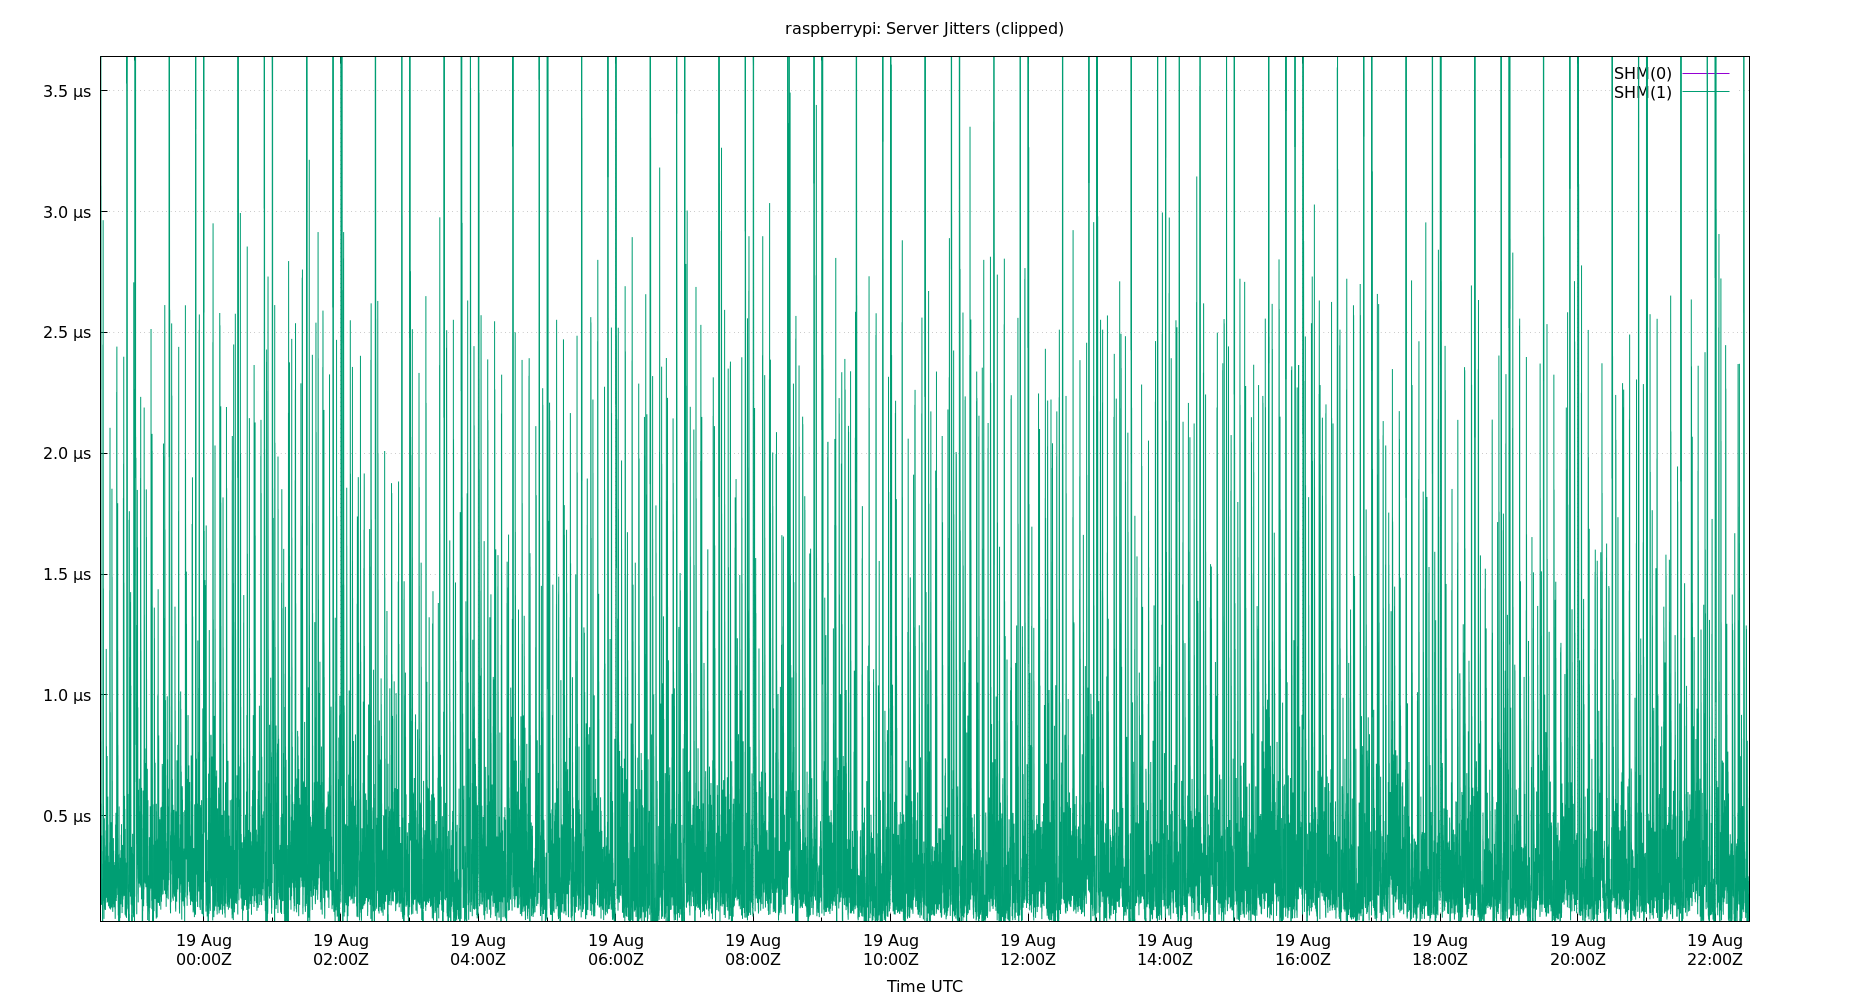 raspberrypi: Server Jitters (clipped)
SHM(0)
SHM(1)
3.5 µs
3.0 µs
2.5 µs
2.0 µs
1.5 µs
1.0 µs
0.5 µs
19 Aug 19 Aug 19 Aug 19 Aug 19 Aug 19 Aug 19 Aug 19 Aug 19 Aug 19 Aug 19 Aug 19 Aug
00:00Z 02:00Z 04:00Z 06:00Z 08:00Z 10:00Z 12:00Z 14:00Z 16:00Z 18:00Z 20:00Z 22:00Z
Time UTC